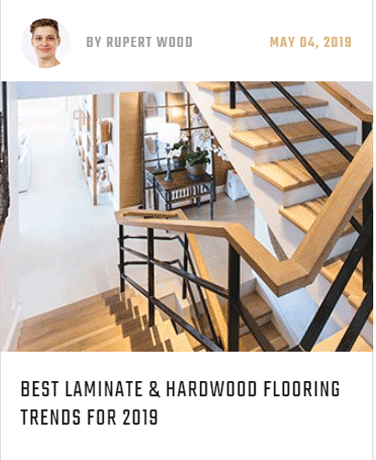 BY RUPERT WOOD MAY 04, 2019
BEST LAMINATE & HARDWOOD FLOORING
TRENDS FOR 2019